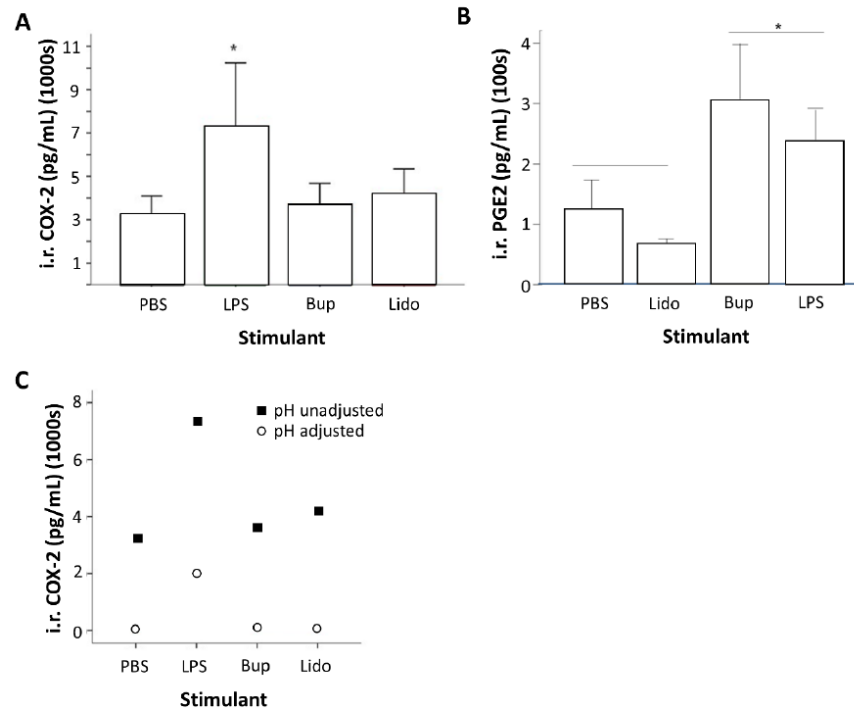 A
i.r. COX-2 (pg/mL) (1000s)
11
9
7
5
3
1
*
PBS LPS Bup Lido
Stimulant
B
i.r. PGE2 (pg/mL) (100s)
4
3
2
1
0
*
PBS Lido Bup LPS
Stimulant
C
i.r. COX-2 (pg/mL) (1000s)
8
6
4
2
0
pH unadjusted
pH adjusted
PBS LPS Bup Lido
Stimulant